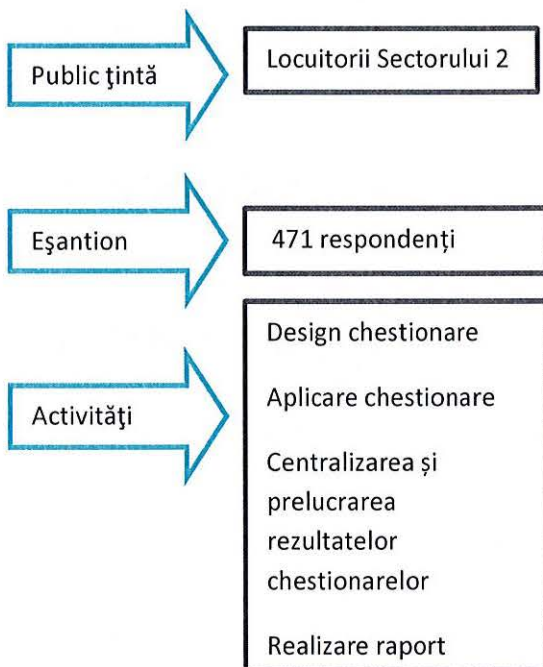 Public ţintă
Locuitorii Sectorului 2
Eşantion
471 respondenți
Activităţi
Design chestionare
Aplicare chestionare
Centralizarea și
prelucrarea
rezultatelor
chestionarelor
Realizare raport